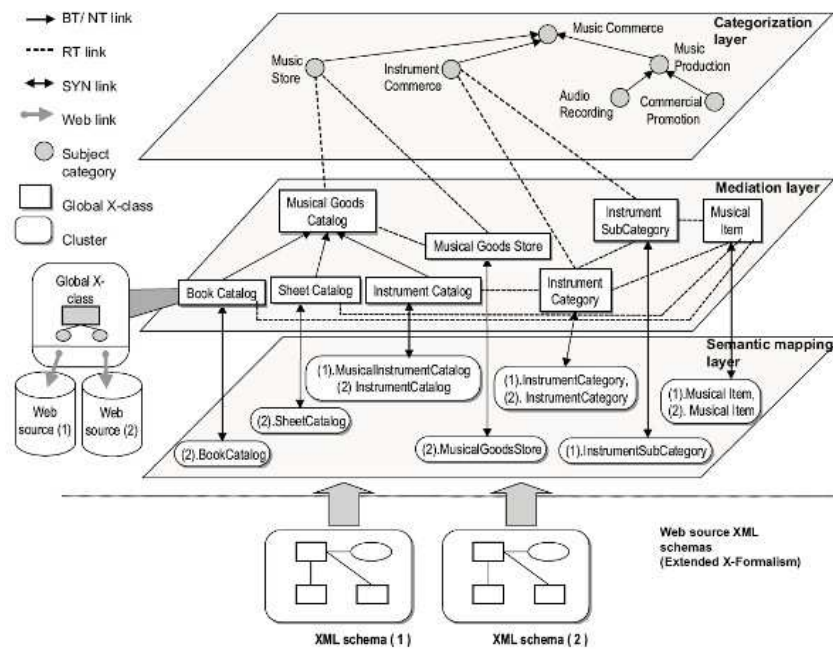 BT/ NT link
RT link
SYN link
Web link
Subject
category
Global X-class
Cluster
Categorization
layer
Music Commerce
Music
Store
Instrument
Commerce
Music
Production
Audio
Recording
Commercial
Promotion
Mediation layer
Musical Goods
Catalog
Musical Goods Store
Instrument
SubCategory
Musical
Item
Book Catalog
Sheet Catalog
Instrument Catalog
Instrument
Category
Global X-
class
Web
source (1)
Web
source (2)
Semantic mapping
layer
(1).MusicalInstrumentCatalog
(2) InstrumentCatalog
(1).InstrumentCategory,
(2). InstrumentCategory
(1).Musical Item,
(2). Musical Item
(2).SheetCatalog
(2).BookCatalog
(2).MusicalGoodsStore
(1).InstrumentSubCategory
Web source XML
schemas
(Extended X-Formalism)
XML schema ( 1 )
XML schema ( 2 )